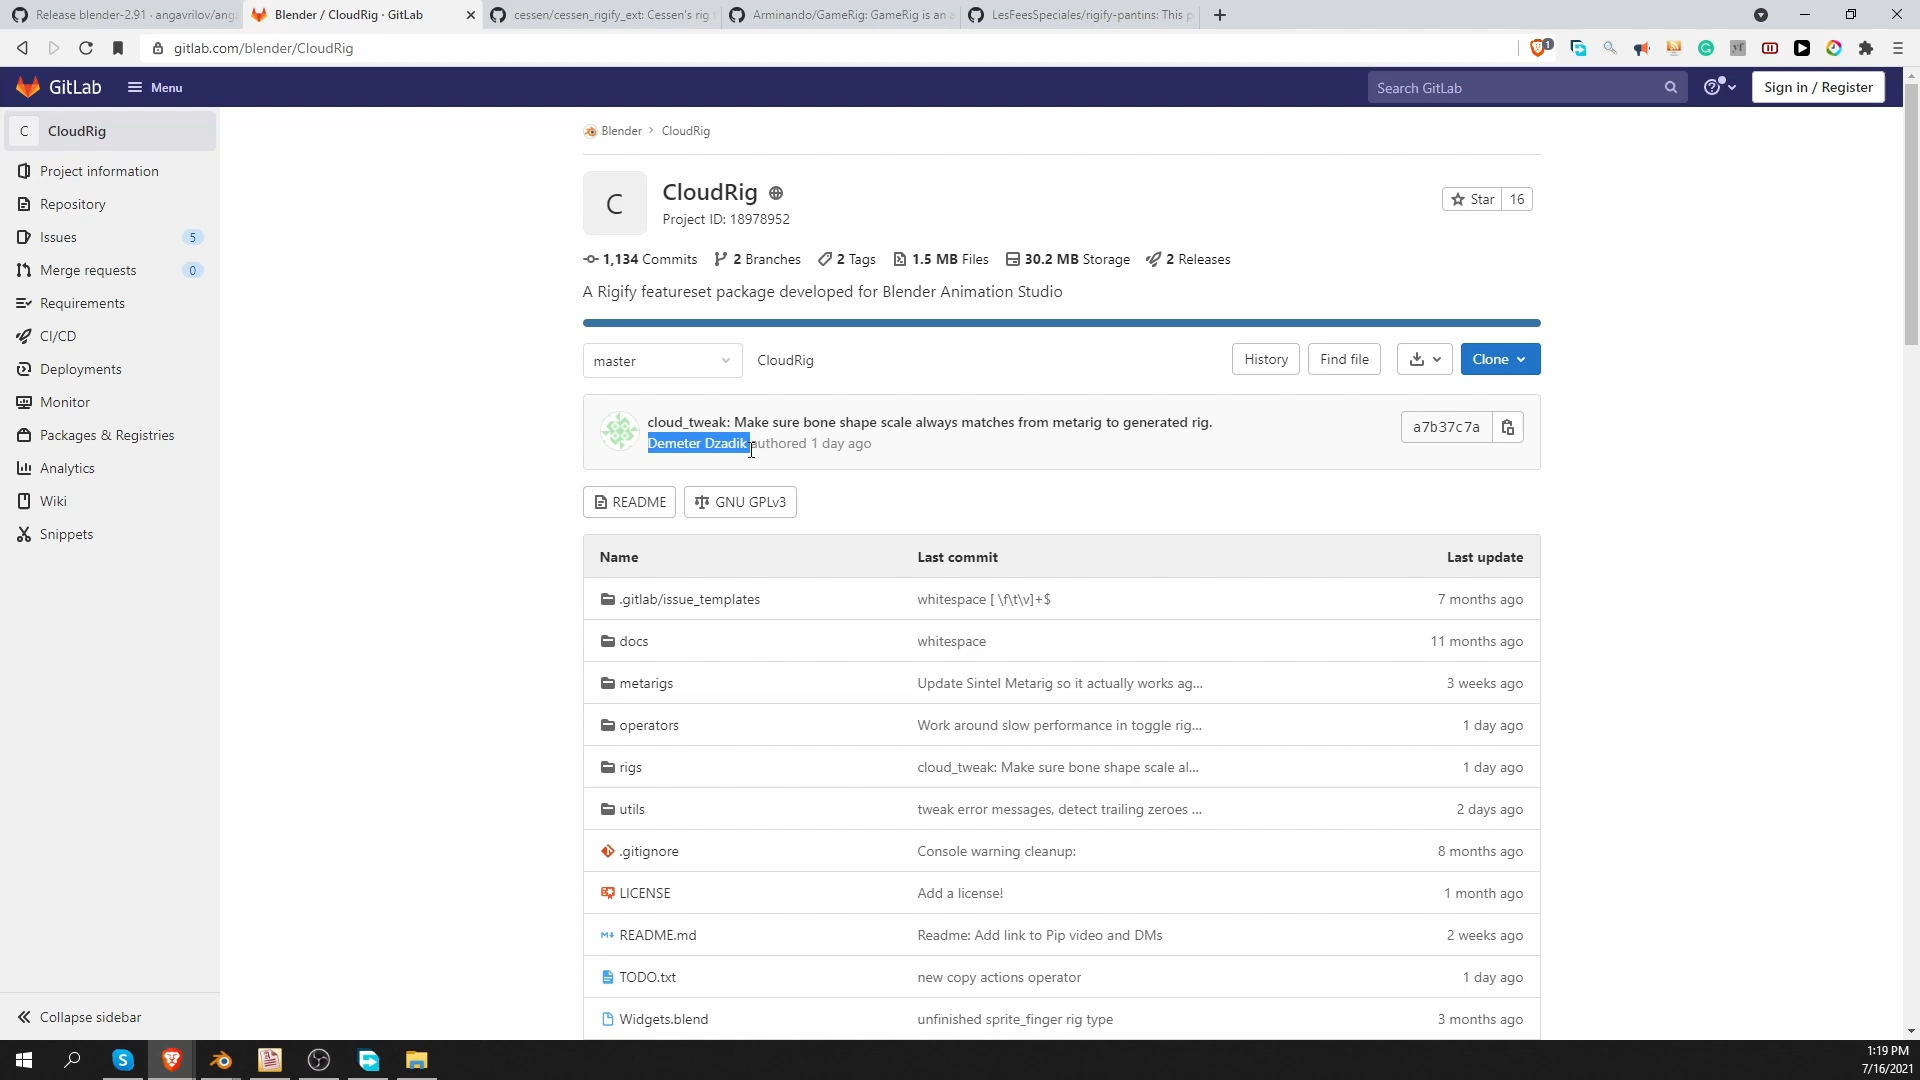 Release blender-2.91 · angavrilov/ang
Blender / CloudRig · GitLab
cessen/cessen_rigify_ext: Cessen's rig
Arminando/GameRig: GameRig is an a
LesFeesSpeciales/rigify-pantins: This p
gitlab.com/blender/CloudRig
1
GitLab
Menu
Search GitLab
Sign in / Register
C
CloudRig
Project information
Repository
Issues
5
Merge requests
0
Requirements
CI/CD
Deployments
Monitor
Packages & Registries
Analytics
Wiki
Snippets
Collapse sidebar
Blender > CloudRig
C
CloudRig
Project ID: 18978952
Star
16
1,134 Commits
2 Branches
2 Tags
1.5 MB Files
30.2 MB Storage
2 Releases
A Rigify featureset package developed for Blender Animation Studio
master
CloudRig
History
Find file
Clone
cloud_tweak: Make sure bone shape scale always matches from metarig to generated rig.
Demeter Dzadik authored 1 day ago
a7b37c7a
README
GNU GPLv3
Name Last commit Last update
.gitlab/issue_templates whitespace [ \f\t\v]+$ 7 months ago
docs whitespace 11 months ago
metarigs Update Sintel Metarig so it actually works ag... 3 weeks ago
operators Work around slow performance in toggle rig... 1 day ago
rigs cloud_tweak: Make sure bone shape scale al... 1 day ago
utils tweak error messages, detect trailing zeroes ... 2 days ago
.gitignore Console warning cleanup: 8 months ago
LICENSE Add a license! 1 month ago
README.md Readme: Add link to Pip video and DMs 2 weeks ago
TODO.txt new copy actions operator 1 day ago
Widgets.blend unfinished sprite_finger rig type 3 months ago
1:19 PM
7/16/2021